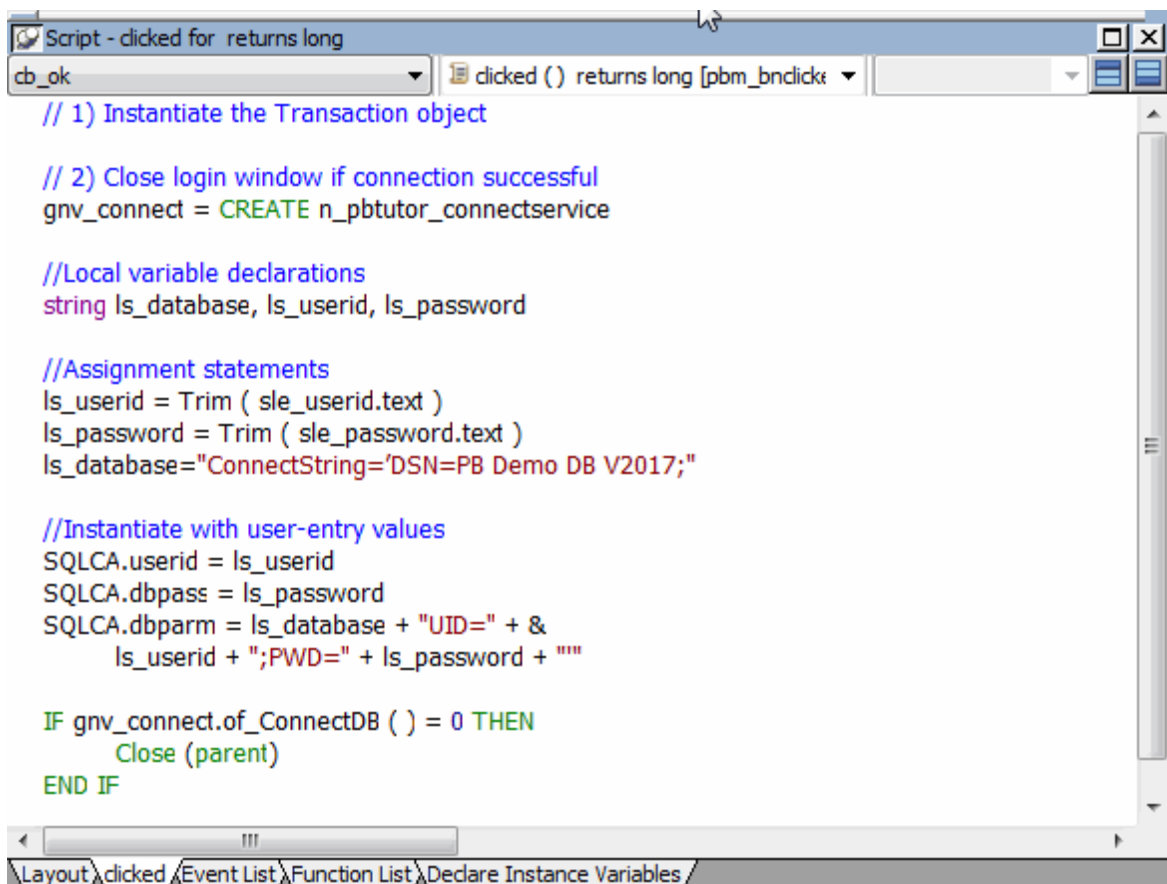 Script - clicked for returns long
cb_ok clicked ( ) returns long [pbm_bnclicke
// 1) Instantiate the Transaction object
// 2) Close login window if connection successful
gnv_connect = CREATE n_pbtutor_connectservice
//Local variable declarations
string ls_database, ls_userid, ls_password
//Assignment statements
ls_userid = Trim ( sle_userid.text )
ls_password = Trim ( sle_password.text )
ls_database="ConnectString=’DSN=PB Demo DB V2017;"
//Instantiate with user-entry values
SQLCA.userid = ls_userid
SQLCA.dbpass = ls_password
SQLCA.dbparm = ls_database + "UID=" + &
ls_userid + ";PWD=" + ls_password + "'"
IF gnv_connect.of_ConnectDB ( ) = 0 THEN
Close (parent)
END IF
Layout clicked Event List Function List Declare Instance Variables